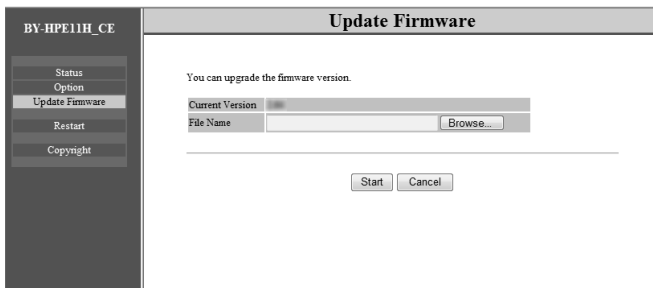 BY-HPE11H_CE
Update Firmware
Status
Option
Update Firmware
Restart
Copyright
You can upgrade the firmware version.
Current Version
File Name Browse...
Start Cancel